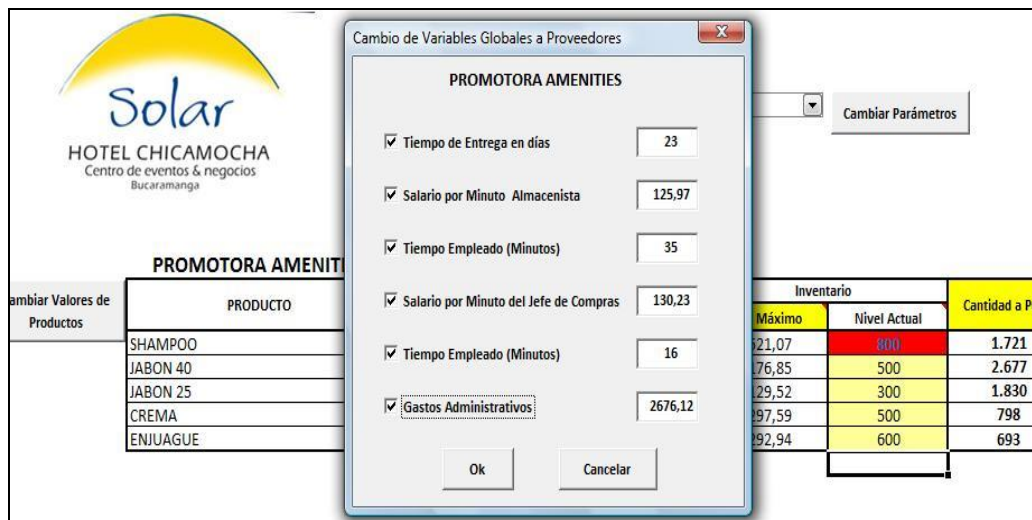 Solar
HOTEL CHICAMOCHA
Centro de eventos & negocios
Bucaramanga
Cambio de Variables Globales a Proveedores
X
PROMOTORA AMENITIES
Tiempo de Entrega en días 23
Salario por Minuto Almacenista 125,97
Tiempo Empleado (Minutos) 35
Salario por Minuto del Jefe de Compras 130,23
Tiempo Empleado (Minutos) 16
Gastos Administrativos 2676,12
Ok Cancelar
Cambiar Parámetros
PROMOTORA AMENITI
ambiar Valores de
Productos
PRODUCTO Inventario
Máximo Nivel Actual Cantidad a P
SHAMPOO 521,07 800 1.721
JABON 40 176,85 500 2.677
JABON 25 129,52 300 1.830
CREMA 297,59 500 798
ENJUAGUE 292,94 600 693